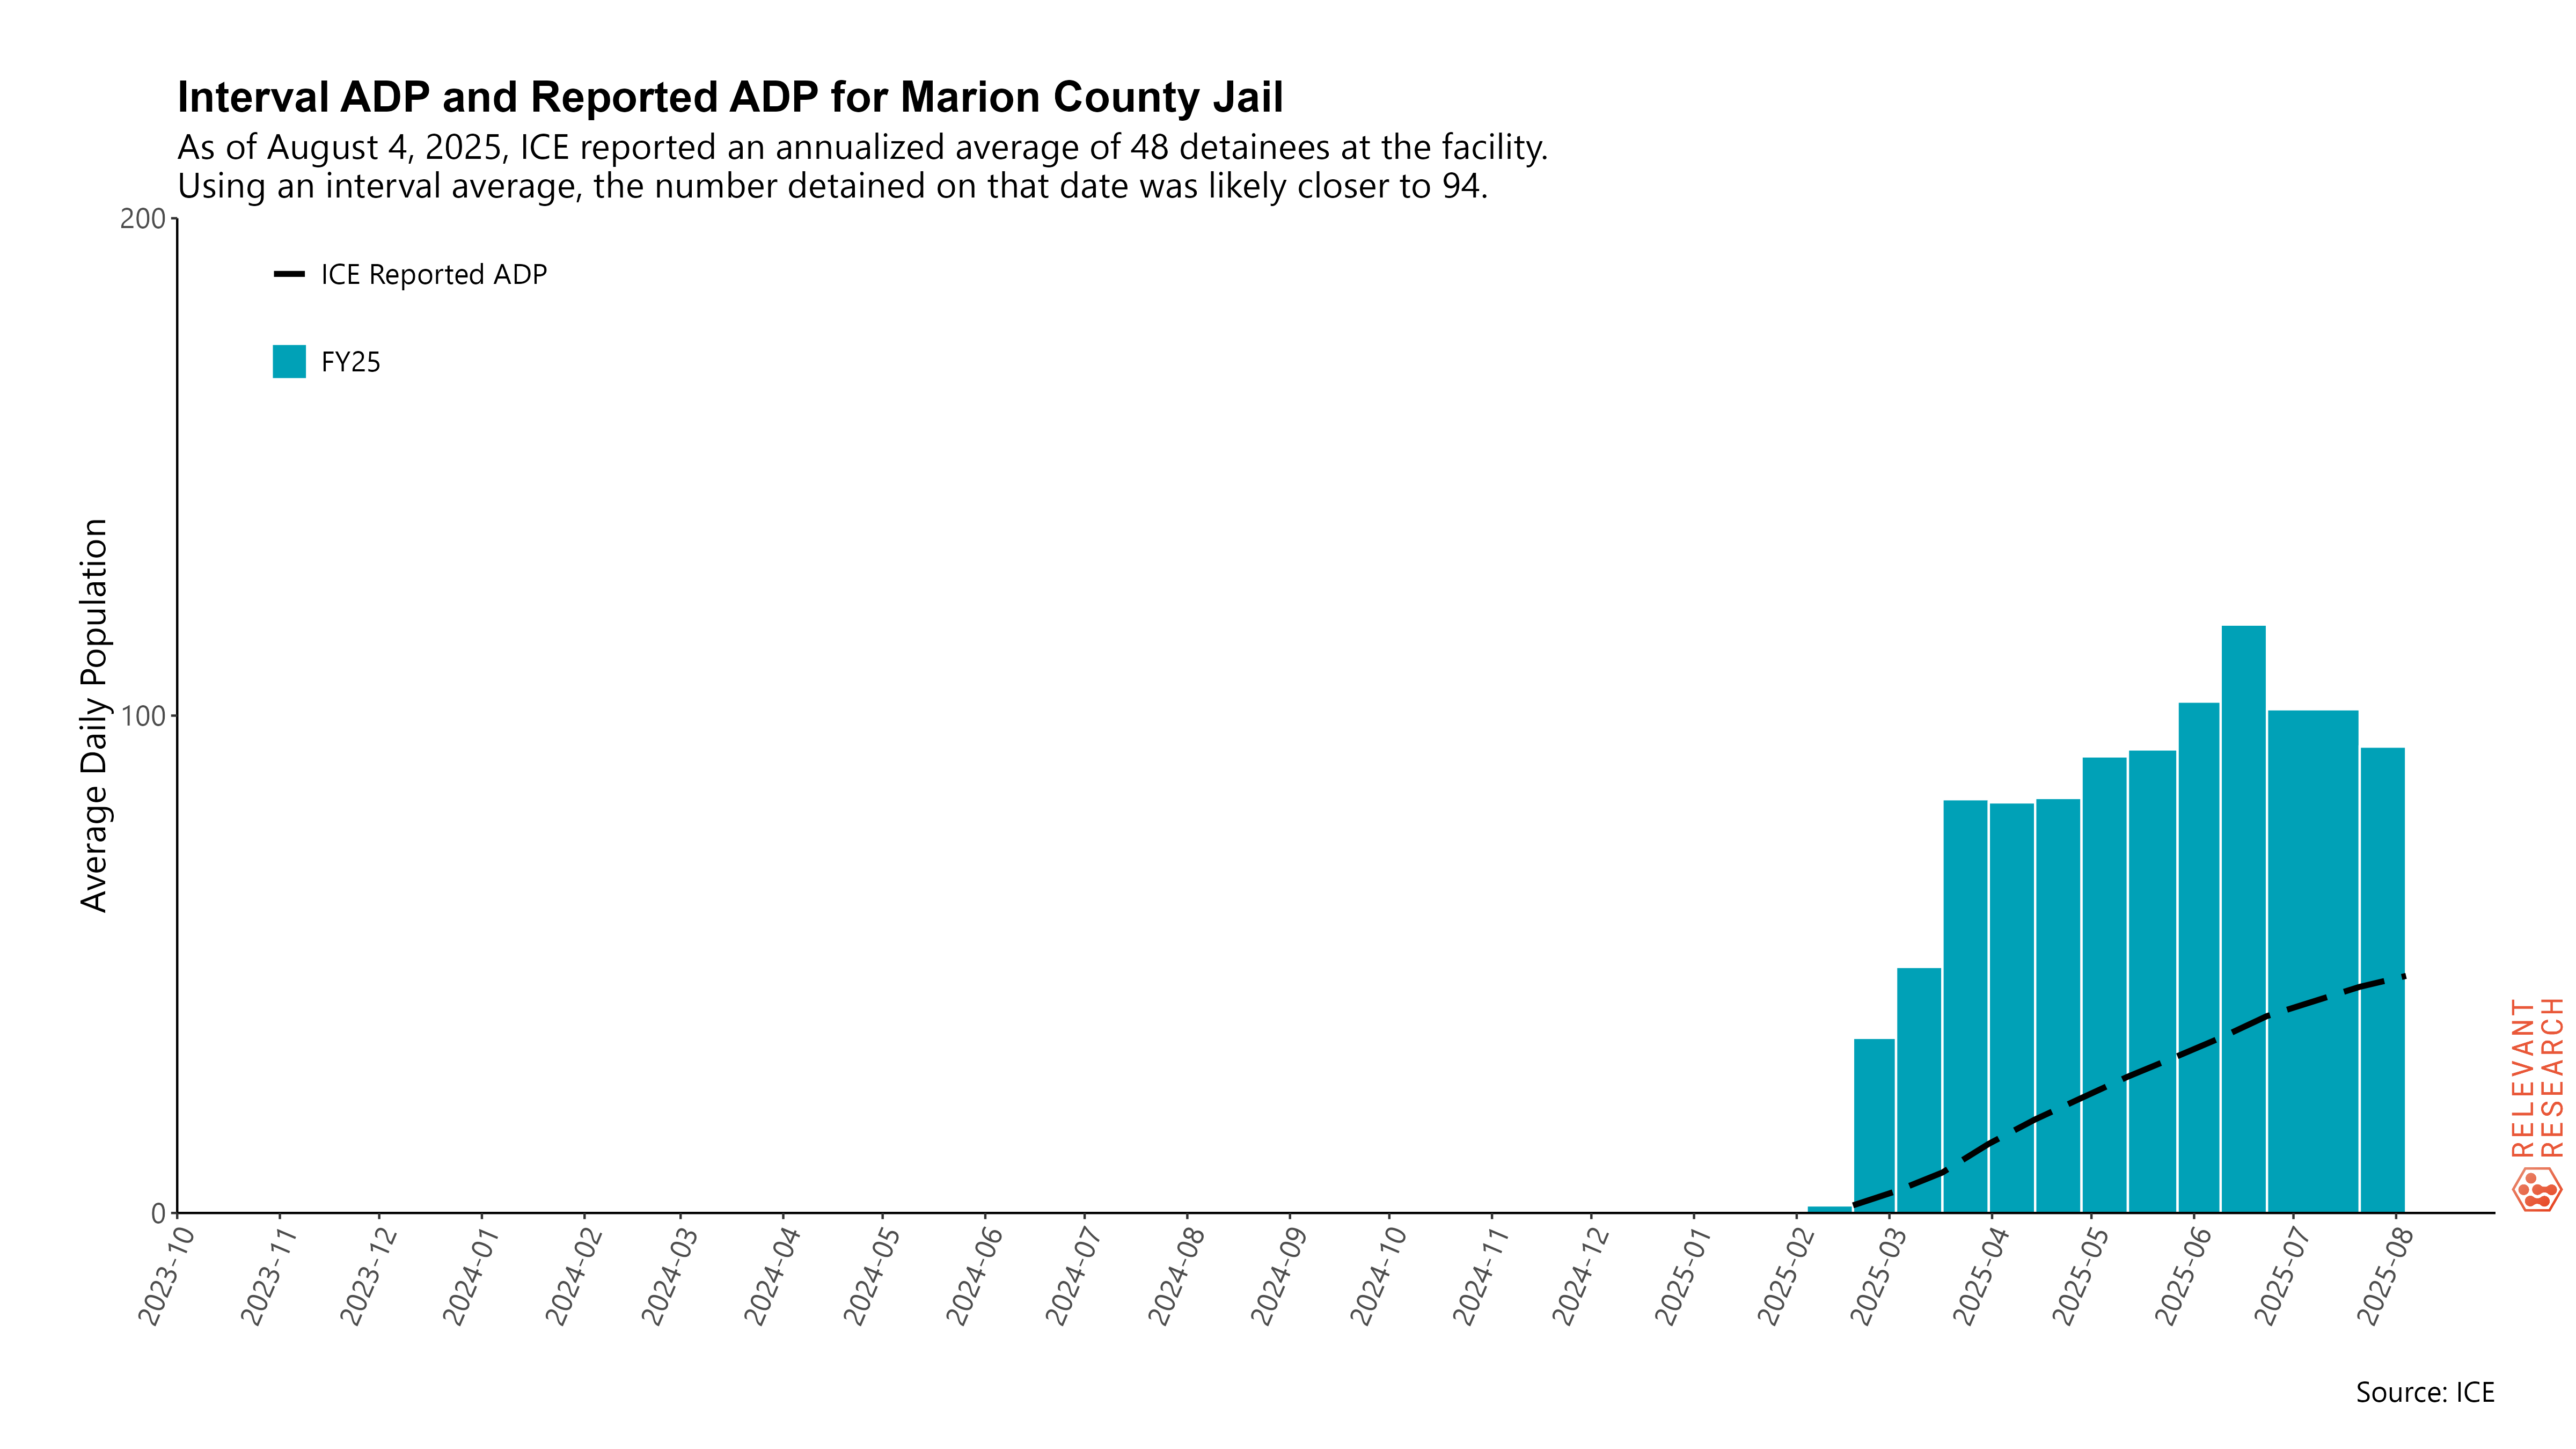 Interval ADP and Reported ADP for Marion County Jail
As of August 4, 2025, ICE reported an annualized average of 48 detainees at the facility.
Using an interval average, the number detained on that date was likely closer to 94.
200
ICE Reported ADP
FY25
Average Daily Population
100
0
2023-10
2023-11
2023-12
2024-01
2024-02
2024-03
2024-04
2024-05
2024-06
2024-07
2024-08
2024-09
2024-10
2024-11
2024-12
2025-01
2025-02
2025-03
2025-04
2025-05
2025-06
2025-07
2025-08
RELEVANT
RESEARCH
Source: ICE